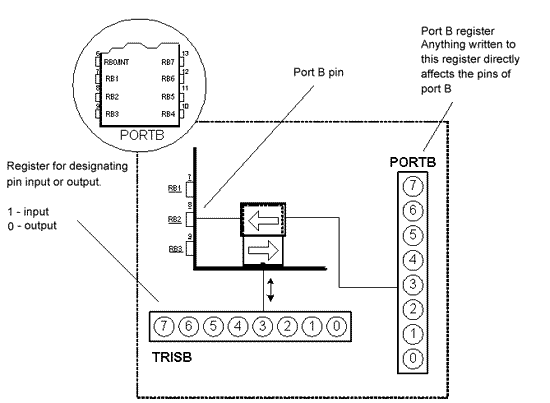 Port B register
Anything written to
this register directly
affects the pins of
port B
6 RB0/INT RB7 13
7 RB1 RB6 12
8 RB2 RB5 11
9 RB3 RB4 10
PORTB
Port B pin
Register for designating
pin input or output.
1 - input
0 - output
PORTB
7
6
5
4
3
2
1
0
7
RB1
8
RB2
9
RB3
7 6 5 4 3 2 1 0
TRISB